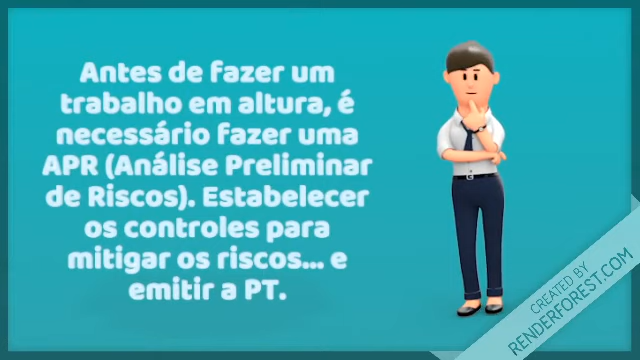 Antes de fazer um
trabalho em altura, é
necessário fazer uma
APR (Análise Preliminar
de Riscos). Estabelecer
os controles para
mitigar os riscos... e
emitir a PT.
CREATED BY
RENDERFOREST.COM